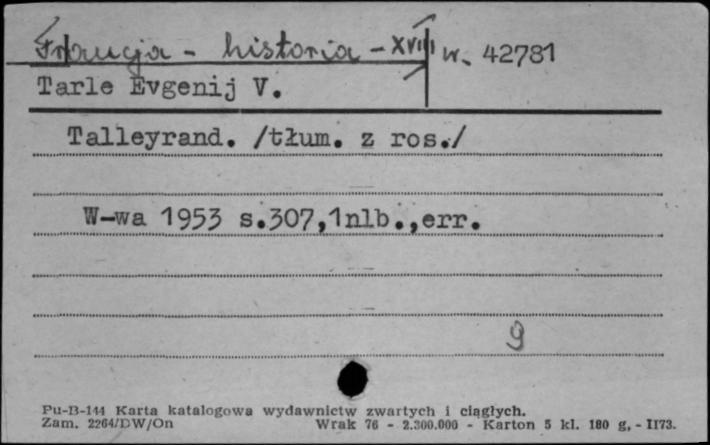 Francja - historia - XVIII w. 42781
Tarle Evgenij V.
Talleyrand. /tłum. z ros./
W-wa 1953 s.307,1nlb.,err.
9
Pu-B-144 Karta katalogowa wydawnictw zwartych i ciągłych.
Zam. 2264/DW/On Wrak 76 - 2.300.000 - Karton 5 kl. 180 g. - II73.